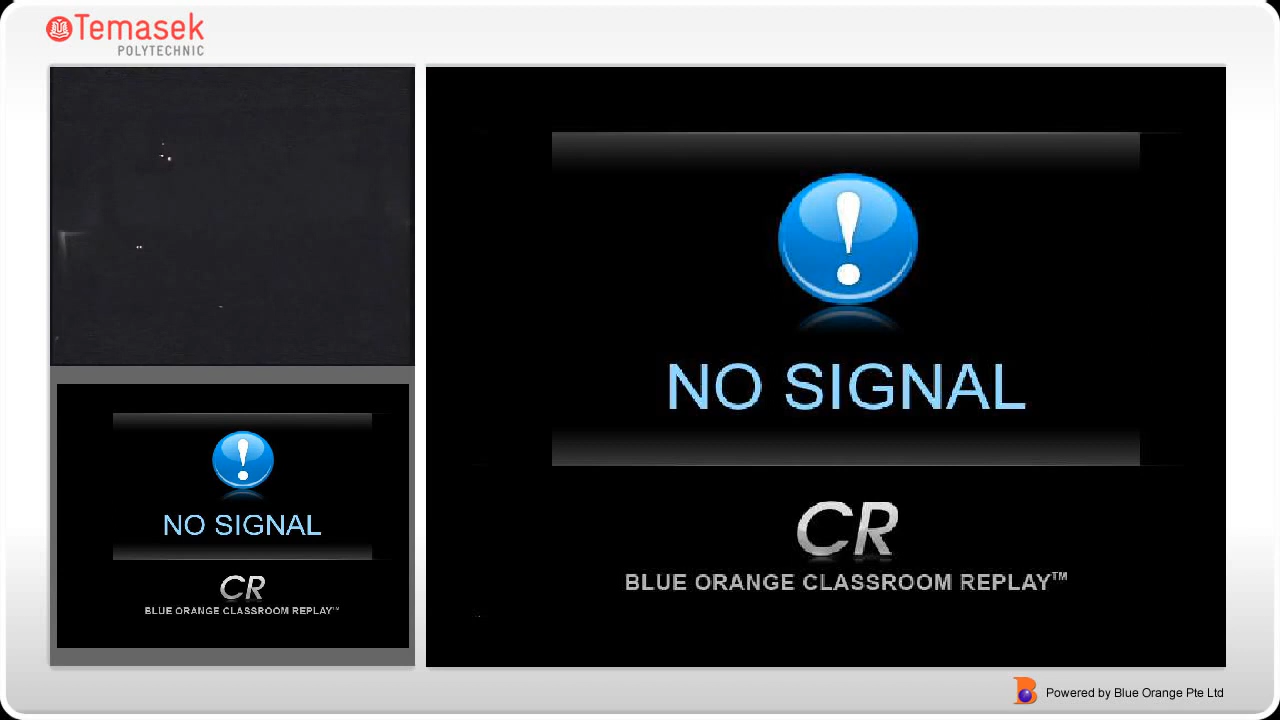 Temasek
POLYTECHNIC
NO SIGNAL
CR
BLUE ORANGE CLASSROOM REPLAY™
NO SIGNAL
CR
BLUE ORANGE CLASSROOM REPLAY™
Powered by Blue Orange Pte Ltd